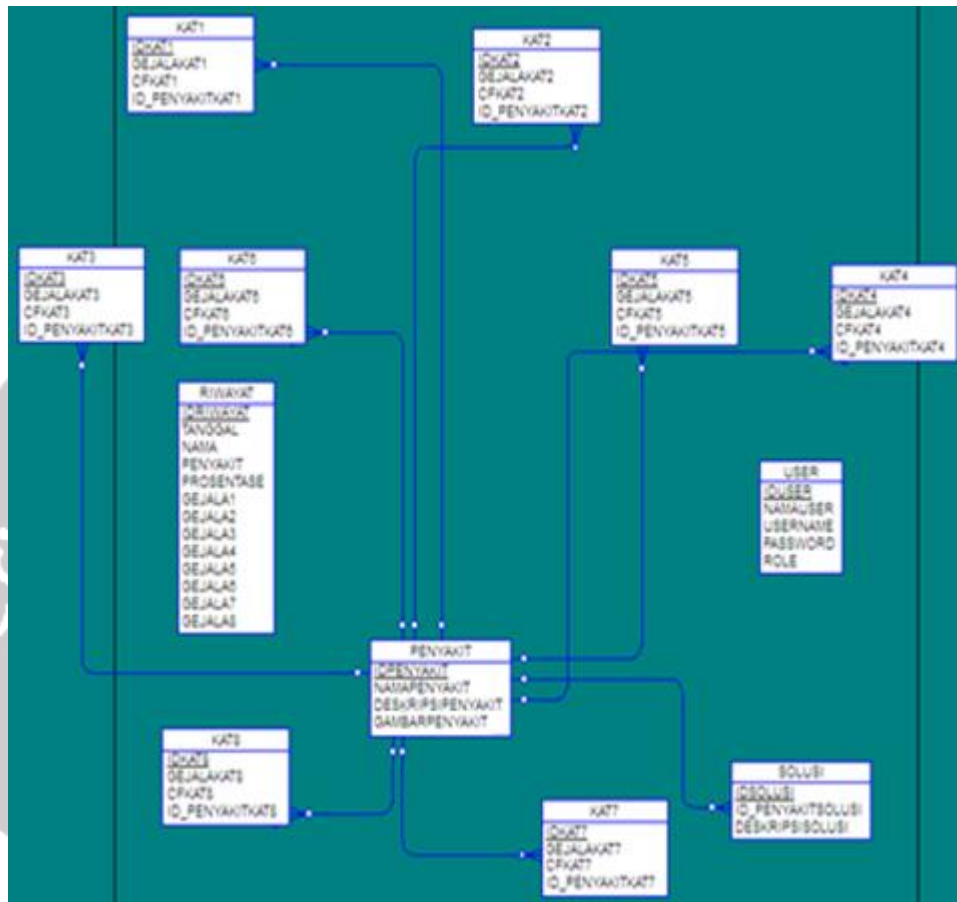 KAT1
IDKAT1
GEJALAKAT1
CFKAT1
ID_PENYAKITKAT1
KAT2
IDKAT2
GEJALAKAT2
CFKAT2
ID_PENYAKITKAT2
KAT3
IDKAT3
GEJALAKAT3
CFKAT3
ID_PENYAKITKAT3
KAT6
IDKAT6
GEJALAKAT6
CFKAT6
ID_PENYAKITKAT6
KAT5
IDKAT5
GEJALAKAT5
CFKAT5
ID_PENYAKITKAT5
KAT4
IDKAT4
GEJALAKAT4
CFKAT4
ID_PENYAKITKAT4
RIWAYAT
IDRIWAYAT
TANGGAL
NAMA
PENYAKIT
PROSENTASE
GEJALA1
GEJALA2
GEJALA3
GEJALA4
GEJALA5
GEJALA6
GEJALA7
GEJALA8
USER
IDUSER
NAMAUSER
USERNAME
PASSWORD
ROLE
PENYAKIT
IDPENYAKIT
NAMAPENYAKIT
DESKRIPSIPENYAKIT
GAMBARPENYAKIT
KAT8
IDKAT8
GEJALAKAT8
CFKAT8
ID_PENYAKITKAT8
KAT7
IDKAT7
GEJALAKAT7
CFKAT7
ID_PENYAKITKAT7
SOLUSI
IDSOLUSI
ID_PENYAKITSOLUSI
DESKRIPSISOLUSI